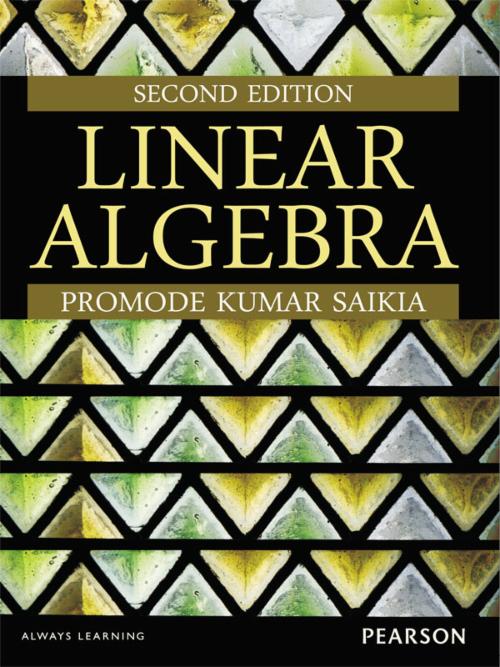 SECOND EDITION
LINEAR
ALGEBRA
PROMODE KUMAR SAIKIA
ALWAYS LEARNING
PEARSON